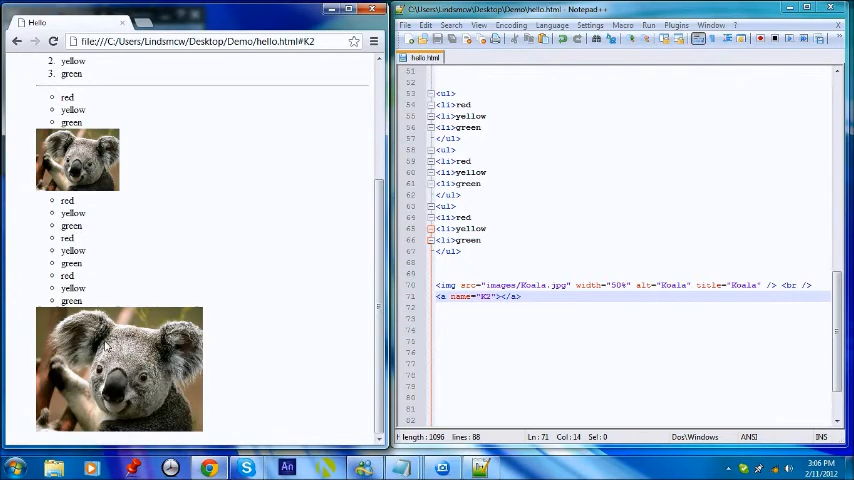 Hello
file:///C:/Users/Lindsmcw/Desktop/Demo/hello.html#K2
2. yellow
3. green
red
yellow
green
red
yellow
green
red
yellow
green
red
yellow
green
C:\Users\Lindsmcw\Desktop\Demo\hello.html - Notepad++
File Edit Search View Encoding Language Settings Macro Run Plugins Window ?
X
hello.html
51
52
53 <ul>
54 <li>red
55 <li>yellow
56 <li>green
57 </ul>
58 <ul>
59 <li>red
60 <li>yellow
61 <li>green
62 </ul>
63 <ul>
64 <li>red
65 <li>yellow
66 <li>green
67 </ul>
68
69
70 <img src="images/Koala.jpg" width="50%" alt="Koala" title="Koala" /> <br />
71 <a name="K2"></a>
72
73
74
75
76
77
78
79
80
81
82
length : 1096 lines : 88 Ln : 71 Col : 14 Sel : 0 Dos\Windows ANSI INS
An
3:06 PM
2/11/2012